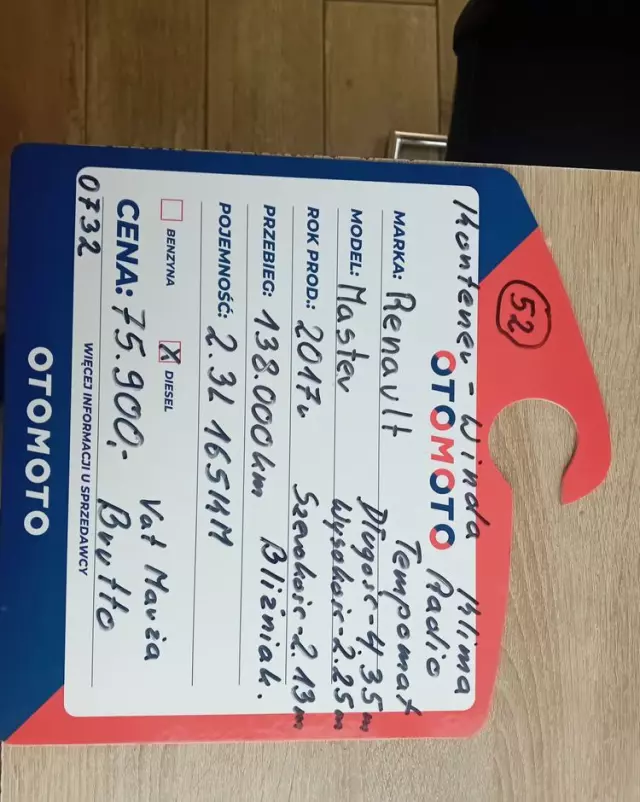 52
Kontener - Winda Klima
OTOMOTO Radio
MARKA: Renault Tempomat
Długość - 4.35m
MODEL: Master Wysokość - 2.25m
ROK PROD.: 2017r Szerokość - 2.13m
PRZEBIEG: 138.000km Bliźniak.
POJEMNOŚĆ: 2.3L 165KM
BENZYNA X DIESEL
Vat Marża
CENA: 75.900,- Brutto
0732 WIĘCEJ INFORMACJI U SPRZEDAWCY
OTOMOTO